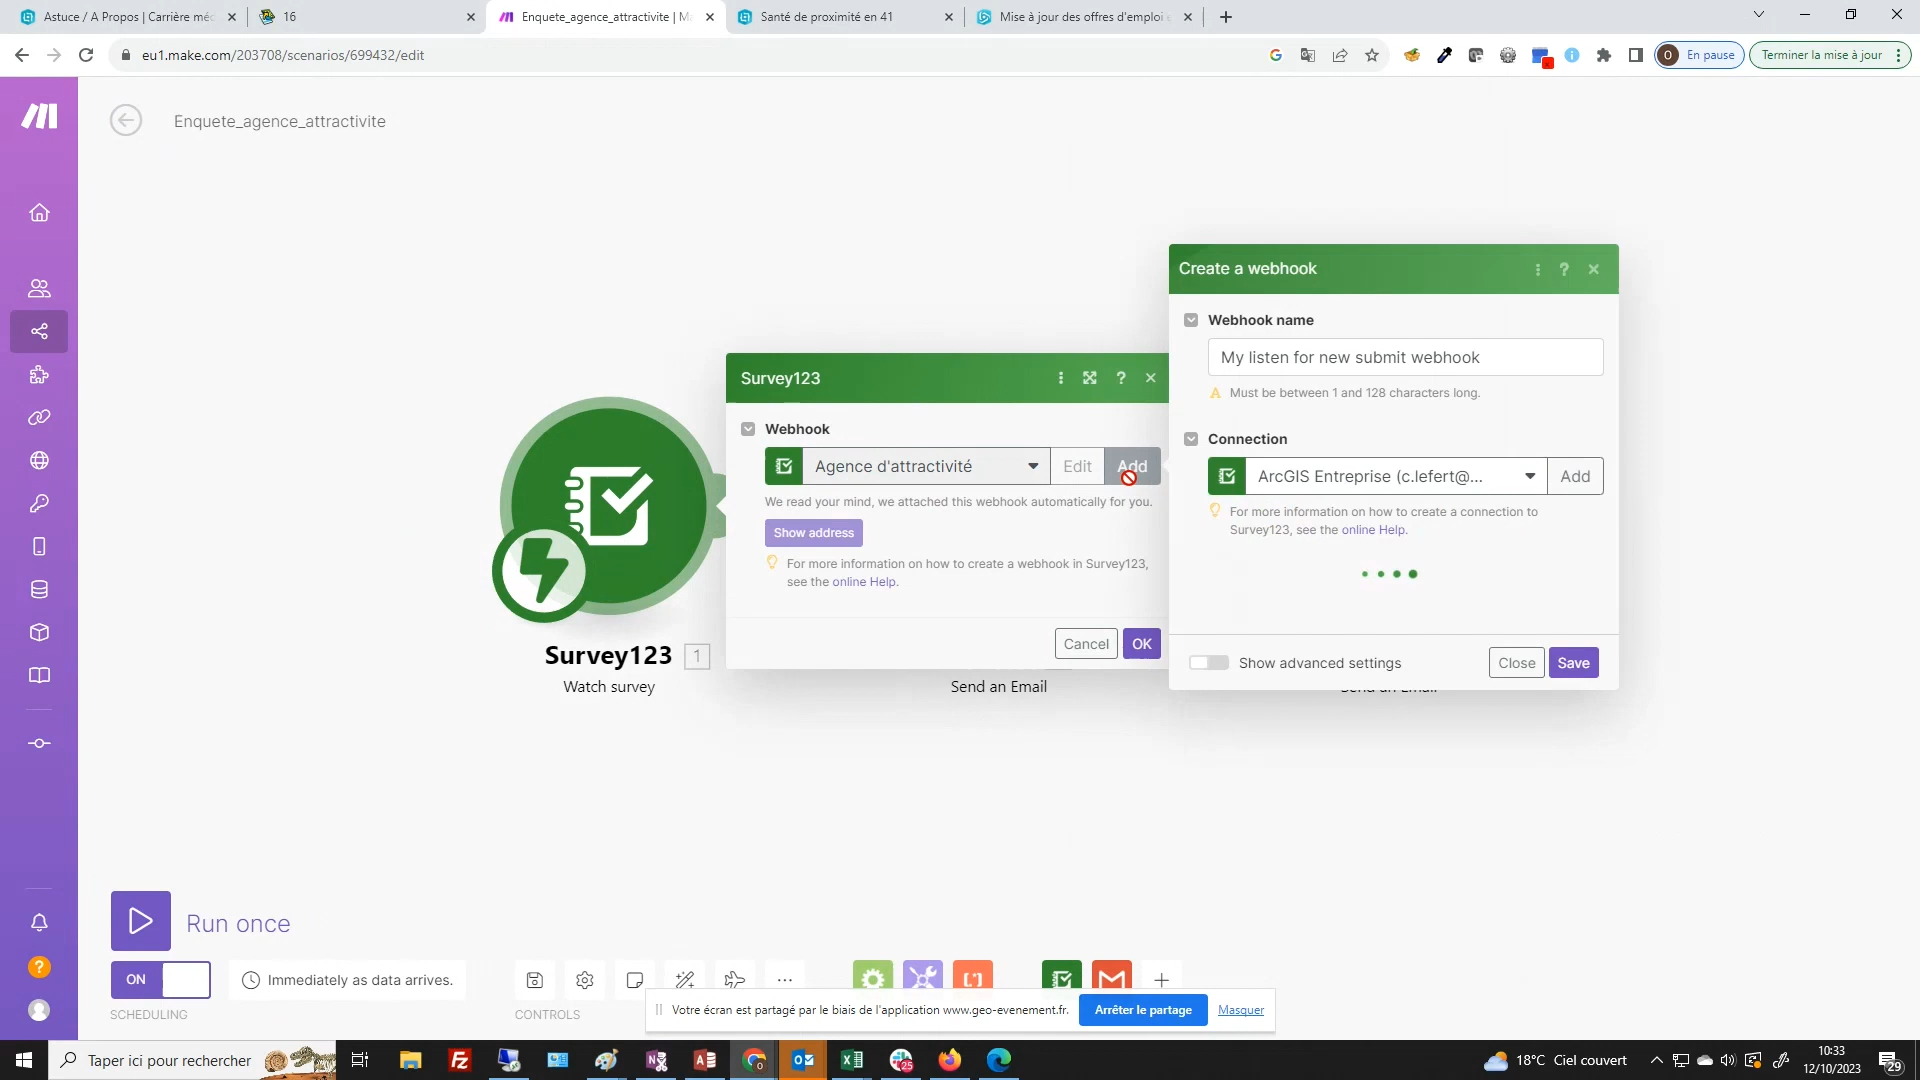 Astuce / A Propos | Carrière méc
16
Enquete_agence_attractivite | Ma
Santé de proximité en 41
Mise à jour des offres d'emploi e
eu1.make.com/203708/scenarios/699432/edit
En pause
Terminer la mise à jour
Enquete_agence_attractivite
Create a webhook
Webhook name
My listen for new submit webhook
Must be between 1 and 128 characters long.
Survey123
Webhook
Connection
Agence d'attractivité
Edit
Add
ArcGIS Entreprise (c.lefert@...
Add
We read your mind, we attached this webhook automatically for you.
For more information on how to create a connection to
Survey123, see the online Help.
Show address
For more information on how to create a webhook in Survey123,
see the online Help.
Cancel
OK
Show advanced settings
Close
Save
Survey123
1
Watch survey
Send an Email
Send an Email
Run once
ON
Immediately as data arrives.
SCHEDULING
CONTROLS
Votre écran est partagé par le biais de l'application www.geo-evenement.fr.
Arrêter le partage
Masquer
Taper ici pour rechercher
18°C Ciel couvert
10:33
12/10/2023
29